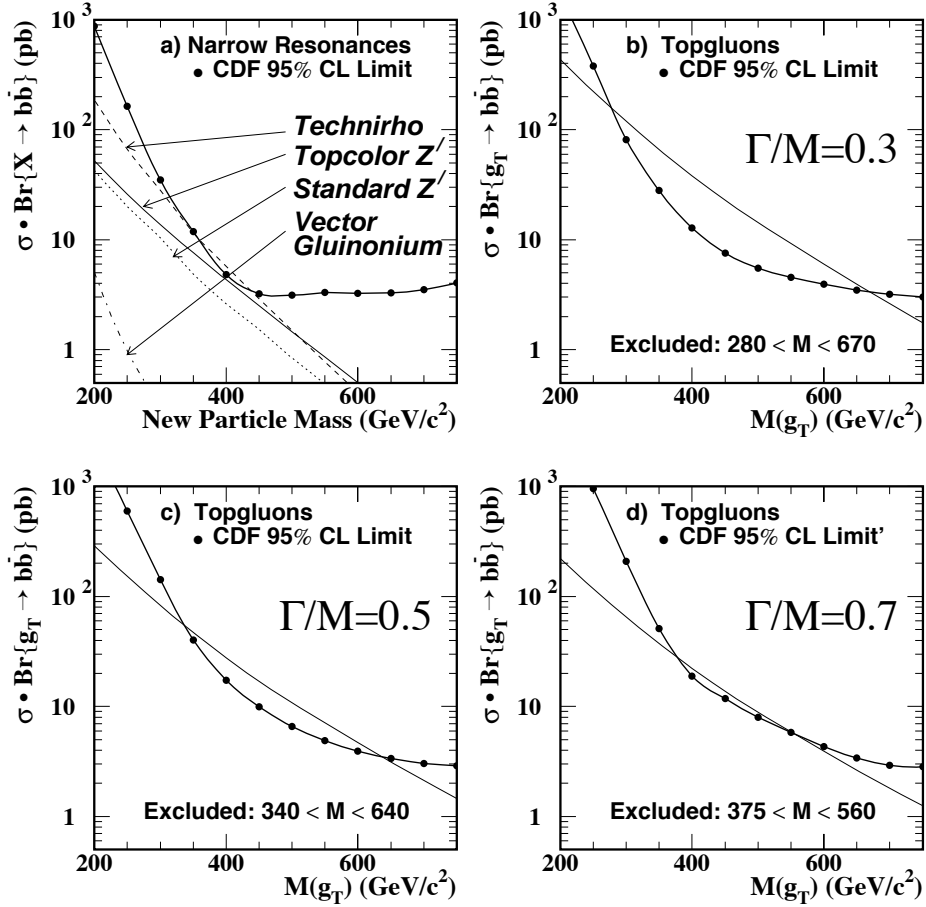 a) Narrow Resonances
● CDF 95% CL Limit
Technirho
Topcolor Z′
Standard Z′
Vector
Gluinonium
σ • Br{X → bb̄} (pb)
10³
10²
10
1
200 400 600
New Particle Mass (GeV/c²)
b) Topgluons
● CDF 95% CL Limit
Γ/M=0.3
Excluded: 280 < M < 670
σ • Br{g_T → bb̄} (pb)
10³
10²
10
1
200 400 600
M(g_T) (GeV/c²)
c) Topgluons
● CDF 95% CL Limit
Γ/M=0.5
Excluded: 340 < M < 640
σ • Br{g_T → bb̄} (pb)
10³
10²
10
1
200 400 600
M(g_T) (GeV/c²)
d) Topgluons
● CDF 95% CL Limit′
Γ/M=0.7
Excluded: 375 < M < 560
σ • Br{g_T → bb̄} (pb)
10³
10²
10
1
200 400 600
M(g_T) (GeV/c²)